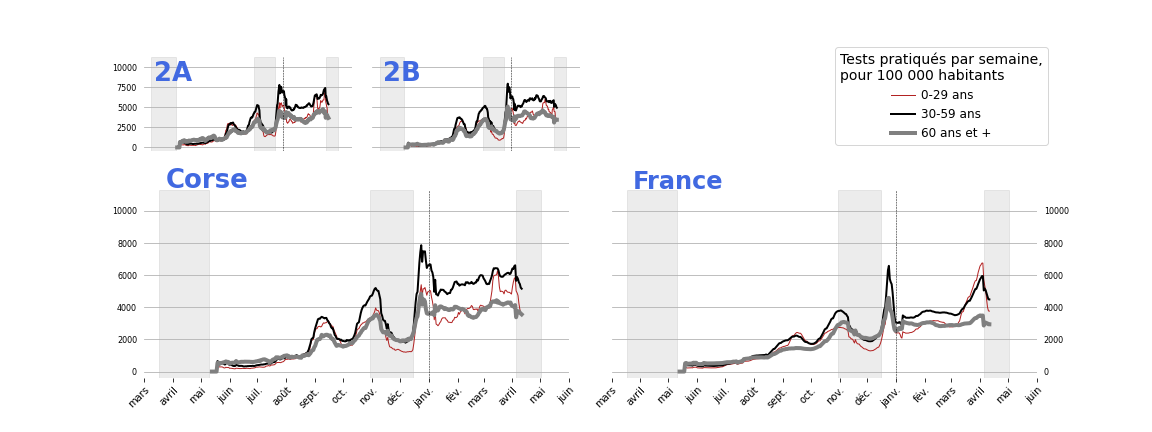 2A
2B
Tests pratiqués par semaine,
pour 100 000 habitants
0-29 ans
30-59 ans
60 ans et +
10000
7500
5000
2500
0
10000
7500
5000
2500
0
Corse
France
10000
8000
6000
4000
2000
0
10000
8000
6000
4000
2000
0
mars
avril
mai
juin
juil.
août
sept.
oct.
nov.
déc.
janv.
fév.
mars
avril
mai
juin
mars
avril
mai
juin
juil.
août
sept.
oct.
nov.
déc.
janv.
fév.
mars
avril
mai
juin